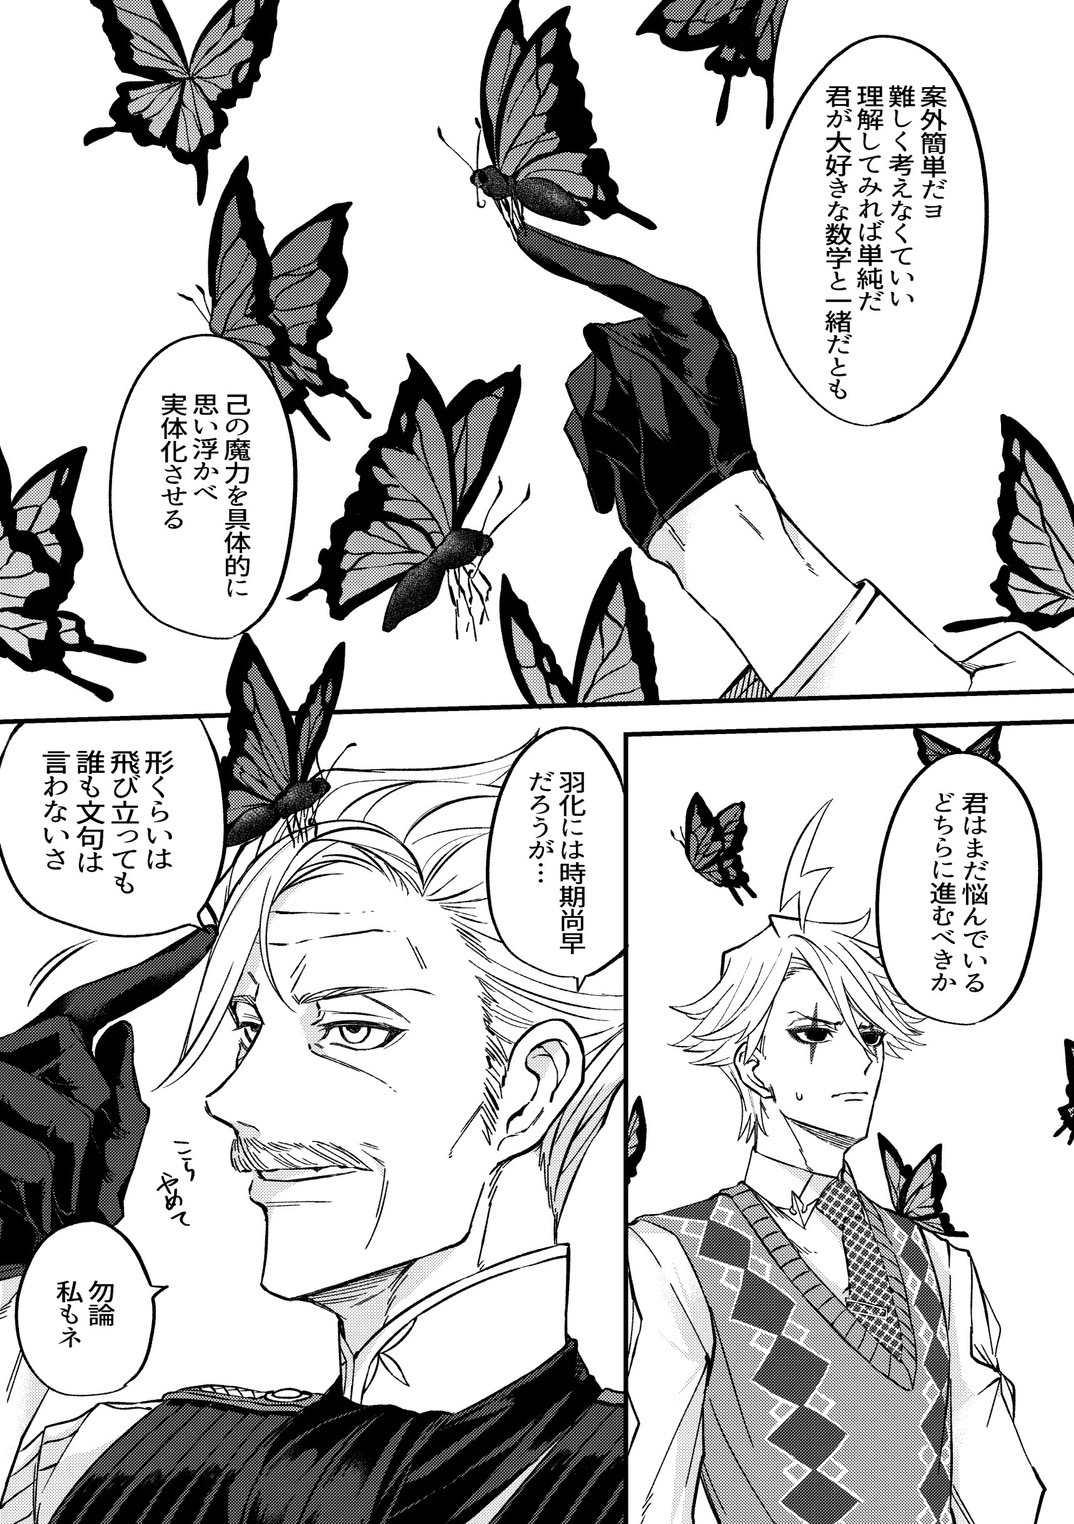 案外簡単だヨ
難しく考えなくていい
理解してみれば単純だ
君が大好きな数学と一緒だとも
己の魔力を具体的に
思い浮かべ
実体化させる
君はまだ悩んでいる
どちらに進むべきか
羽化には時期尚早
だろうが…
形くらいは
飛び立っても
誰も文句は
言わないさ
こら
やめて
勿論
私もネ